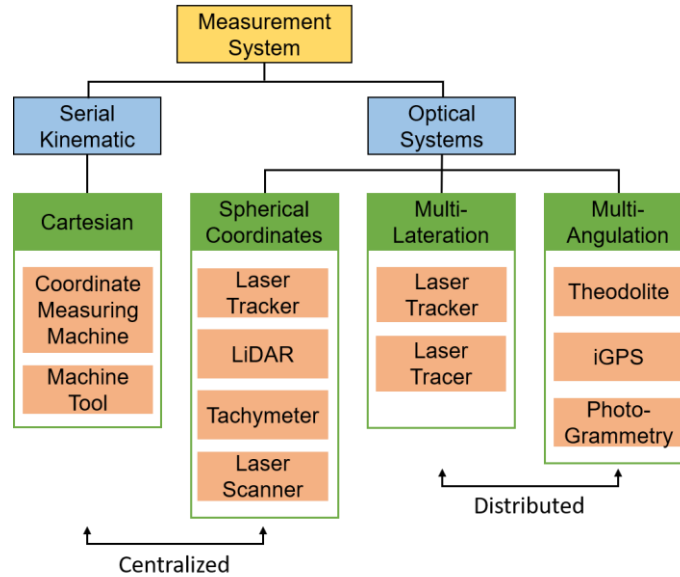 Measurement
System
Serial
Kinematic
Optical
Systems
Cartesian
Coordinate
Measuring
Machine
Machine
Tool
Spherical
Coordinates
Laser
Tracker
LiDAR
Tachymeter
Laser
Scanner
Multi-
Lateration
Laser
Tracker
Laser
Tracer
Multi-
Angulation
Theodolite
iGPS
Photo-
Grammetry
Centralized
Distributed